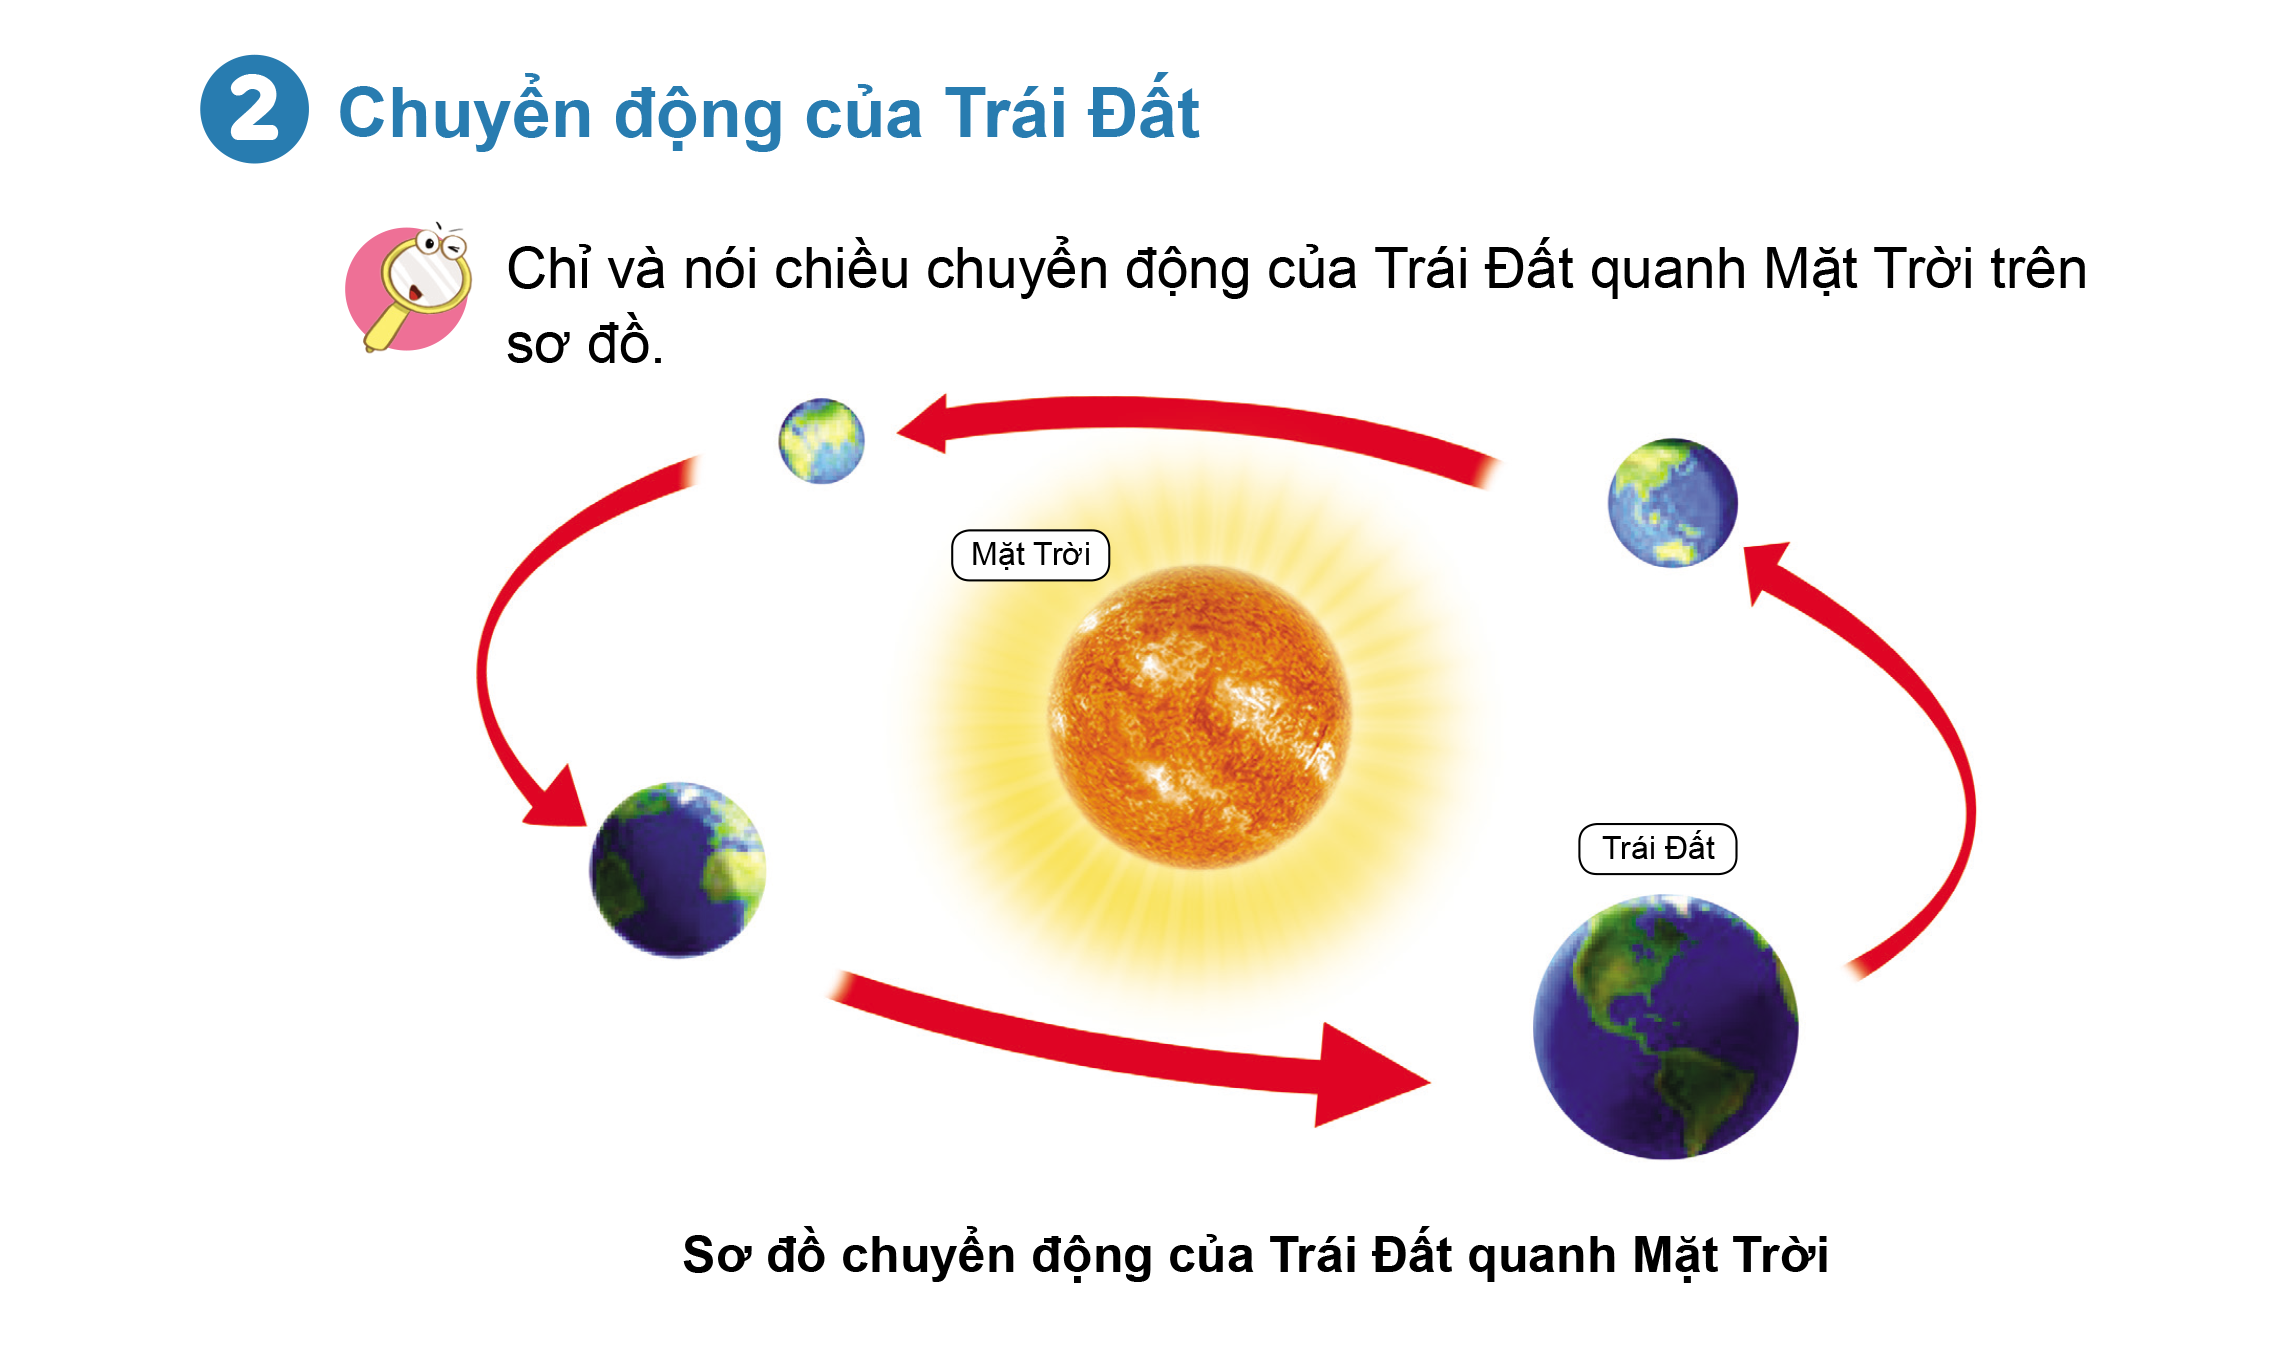 2 Chuyển động của Trái Đất
Chỉ và nói chiều chuyển động của Trái Đất quanh Mặt Trời trên
sơ đồ.
Mặt Trời
Trái Đất
Sơ đồ chuyển động của Trái Đất quanh Mặt Trời